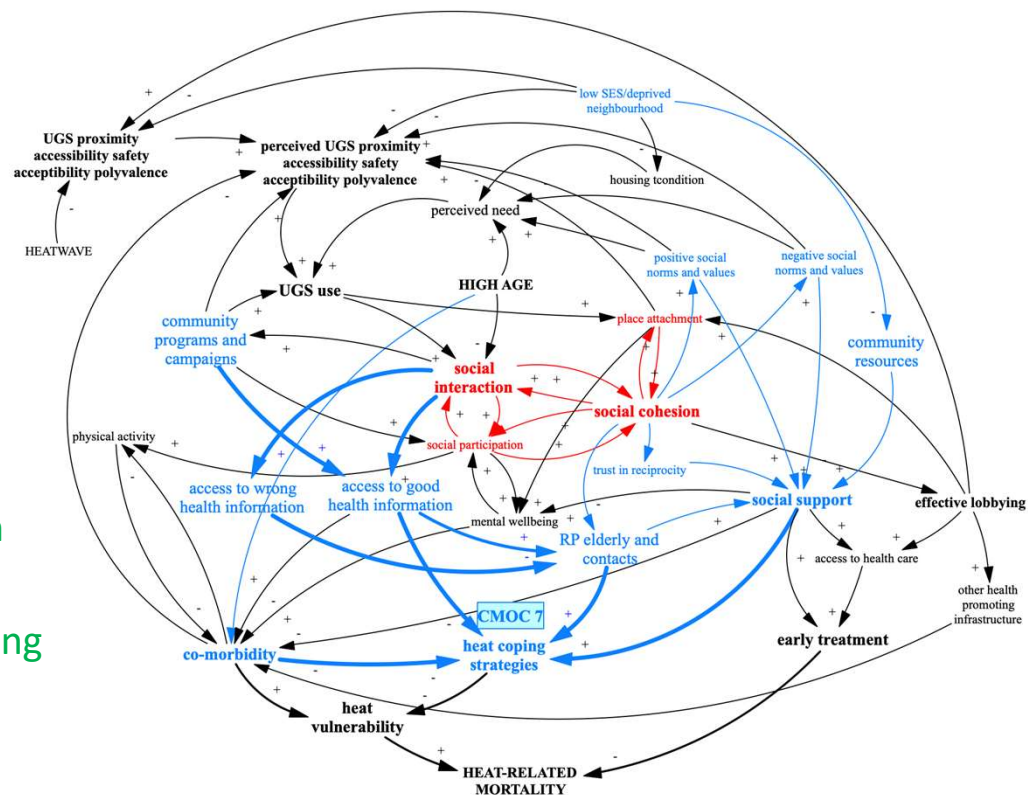 low SES/deprived
neighbourhood
UGS proximity
accessibility safety
acceptibility polyvalence
perceived UGS proximity
accessibility safety
acceptibility polyvalence
housing tcondition
perceived need
HEATWAVE
positive social
norms and values
negative social
norms and values
UGS use
HIGH AGE
community
programs and
campaigns
place attachment
community
resources
social
interaction
social cohesion
physical activity
social participation
trust in reciprocity
access to wrong
health information
access to good
health information
social support
effective lobbying
mental wellbeing
RP elderly and
contacts
access to health care
other health
promoting
infrastructure
CMOC 7
early treatment
ng
co-morbidity
heat coping
strategies
heat
vulnerability
HEAT-RELATED
MORTALITY